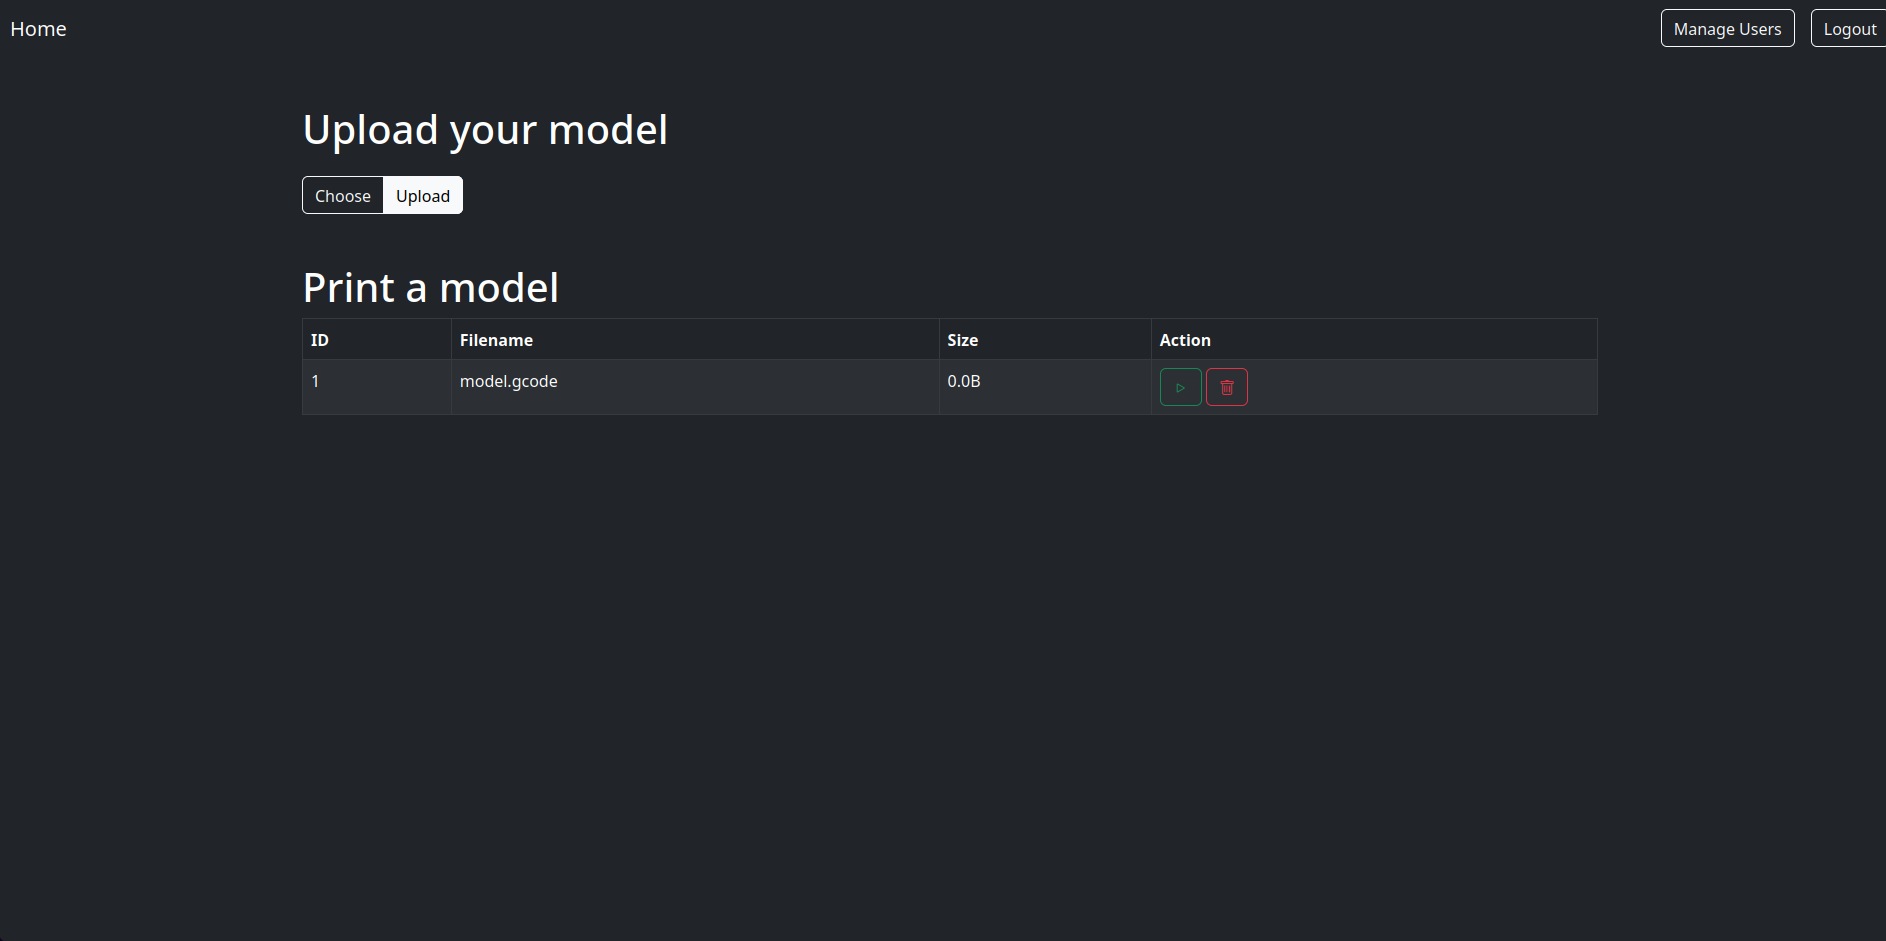 Home Manage Users Logout
Upload your model
Choose Upload
Print a model
ID Filename Size Action
1 model.gcode 0.0B